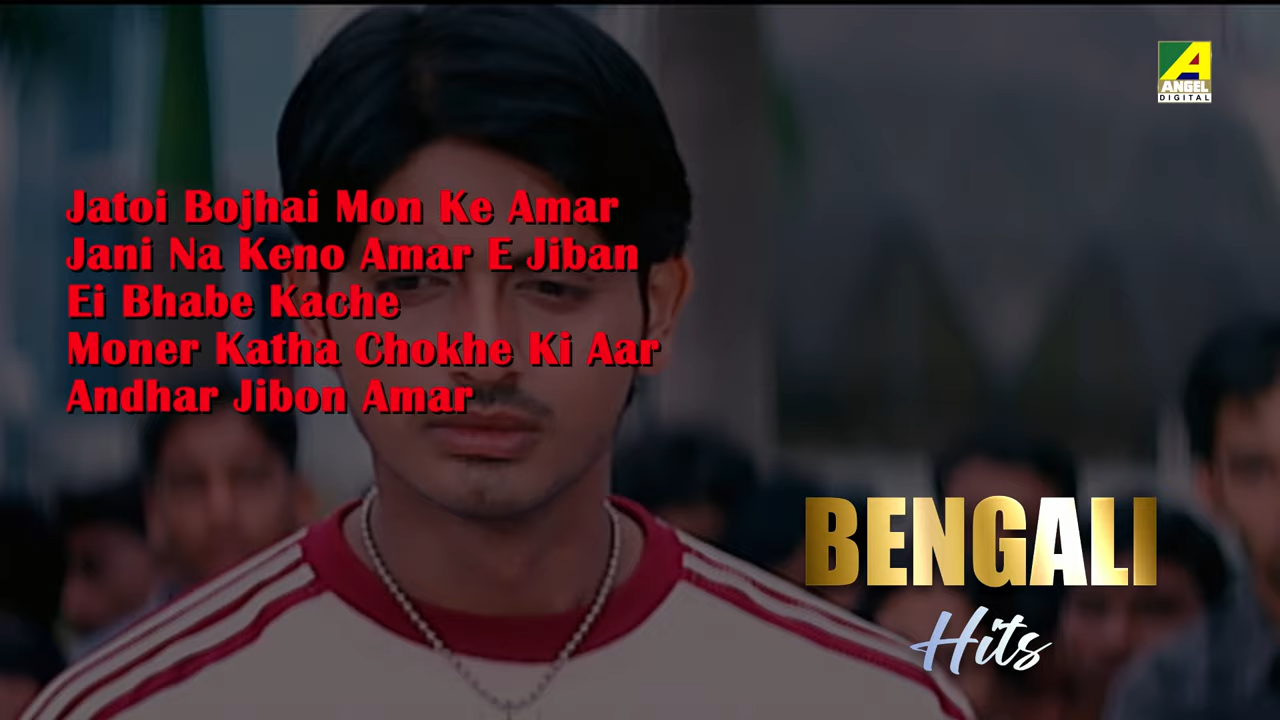 ANGEL
DIGITAL
Jatoi Bojhai Mon Ke Amar
Jani Na Keno Amar E Jiban
Ei Bhabe Kache
Moner Katha Chokhe Ki Aar
Andhar Jibon Amar
BENGALI
Hits